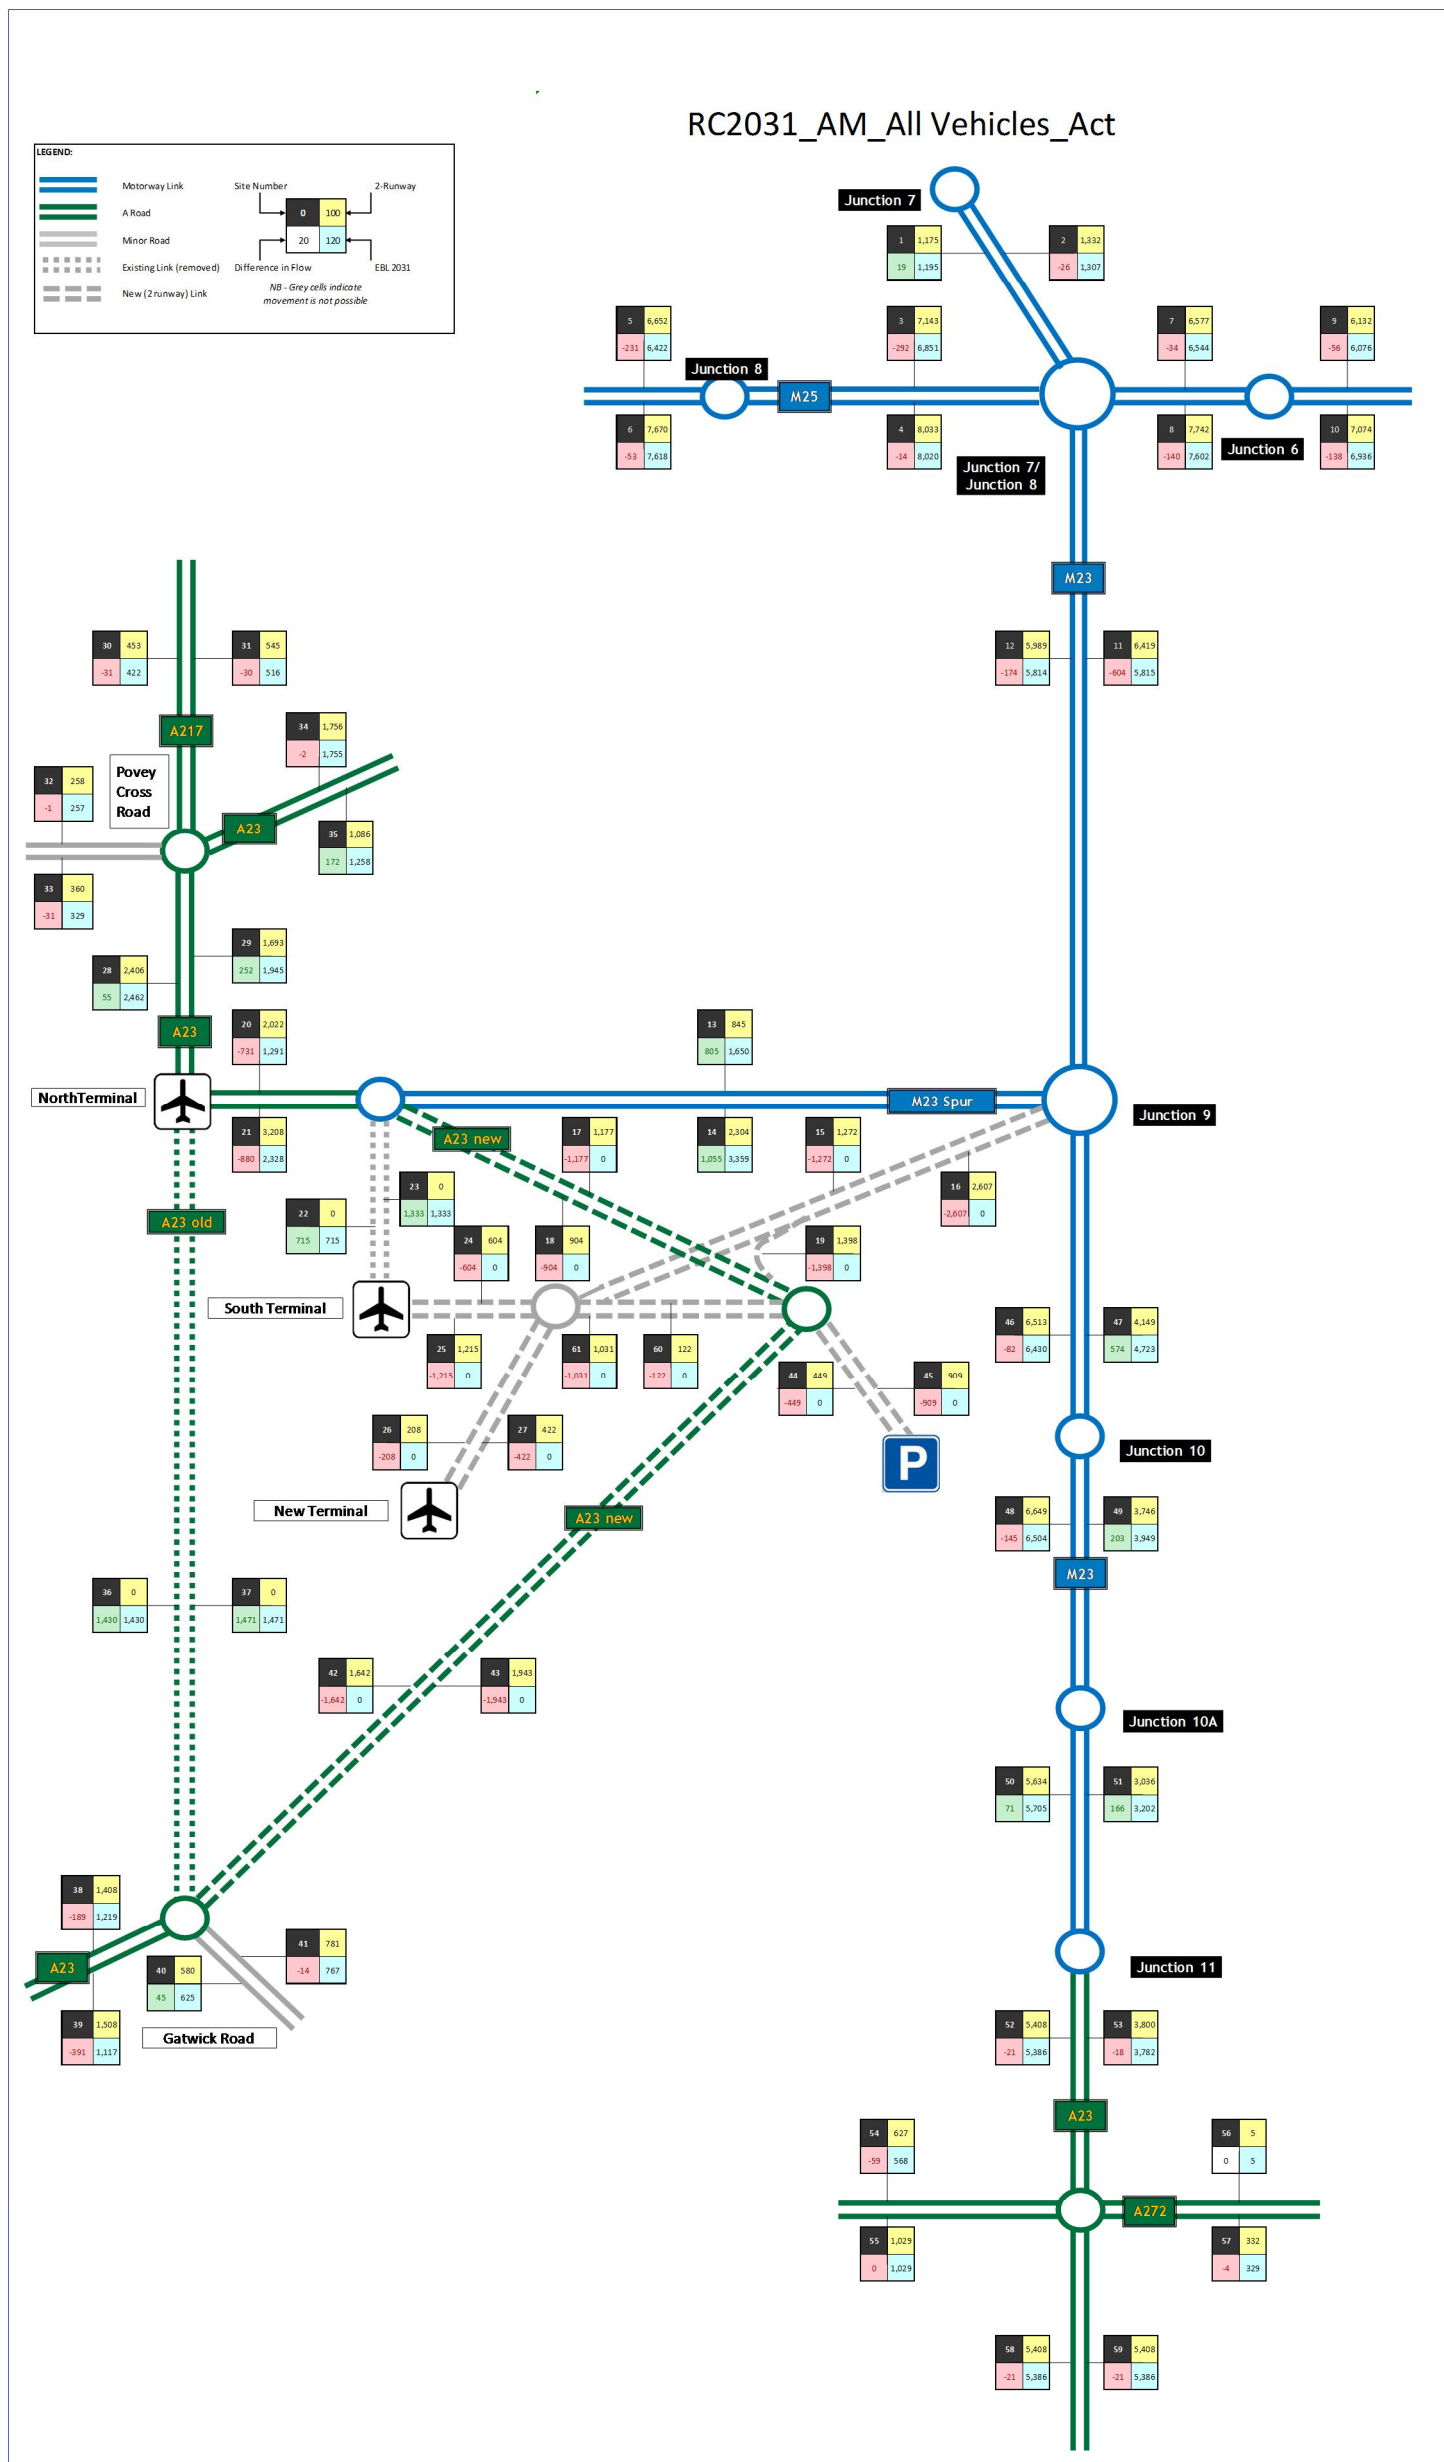 RC2031_AM_All Vehicles_Act
LEGEND:
Motorway Link
A Road
Minor Road
Existing Link (removed)
New (2 runway) Link
Site Number
2-Runway
0 100
20 120
Difference in Flow
EBL 2031
NB - Grey cells indicate
movement is not possible
Junction 7
1 1,175
19 1,195
2 1,332
-26 1,307
5 6,652
-231 6,422
3 7,143
-292 6,851
7 6,577
-34 6,544
9 6,132
-56 6,076
Junction 8
M25
6 7,670
-53 7,618
4 8,033
-14 8,020
8 7,742
-140 7,602
10 7,074
-138 6,936
Junction 6
Junction 7/
Junction 8
M23
12 5,989
-174 5,814
11 6,419
-604 5,815
30 453
-31 422
31 545
-30 516
A217
34 1,756
-2 1,755
Povey
Cross
Road
32 258
-1 257
A23
35 1,086
172 1,258
33 360
-31 329
29 1,693
252 1,945
28 2,406
55 2,462
A23
20 2,022
-731 1,291
13 845
805 1,650
NorthTerminal
M23 Spur
Junction 9
21 3,208
-880 2,328
A23 new
17 1,177
-1,177 0
14 2,304
1,055 3,359
15 1,272
-1,272 0
16 2,607
-2,607 0
23 0
1,333 1,333
22 0
715 715
A23 old
24 604
-604 0
18 904
-904 0
19 1,398
-1,398 0
South Terminal
25 1,215
-1,215 0
61 1,031
-1,031 0
60 122
-122 0
44 449
-449 0
45 909
-909 0
46 6,513
-82 6,430
47 4,149
574 4,723
26 208
-208 0
27 422
-422 0
P
Junction 10
New Terminal
A23 new
48 6,649
-145 6,504
49 3,746
203 3,949
M23
36 0
1,430 1,430
37 0
1,471 1,471
42 1,642
-1,642 0
43 1,943
-1,943 0
Junction 10A
50 5,634
71 5,705
51 3,036
166 3,202
38 1,408
-189 1,219
A23
40 580
45 625
41 781
-14 767
Junction 11
39 1,508
-391 1,117
Gatwick Road
52 5,408
-21 5,386
53 3,800
-18 3,782
A23
54 627
-59 568
56 5
0 5
A272
55 1,029
0 1,029
57 332
-4 329
58 5,408
-21 5,386
59 5,408
-21 5,386